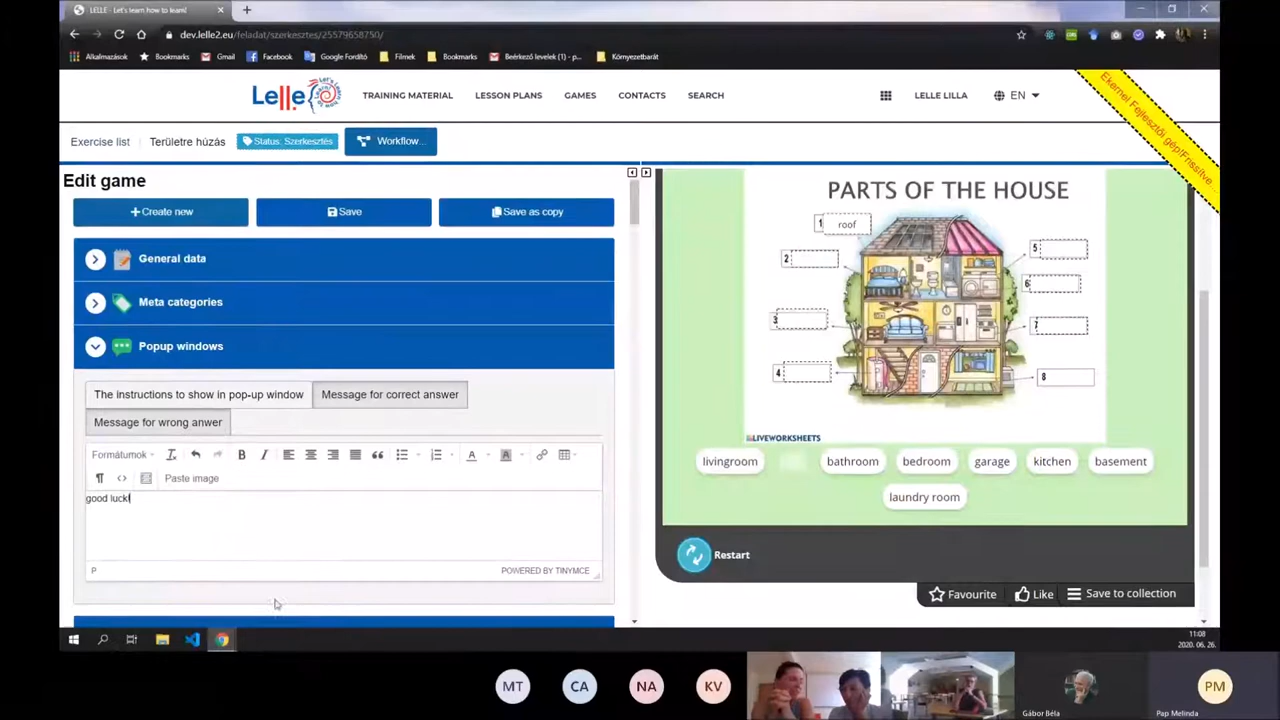 LELLE - Let's learn how to learn!
dev.lelle2.eu/feladat/szerkesztes/25579658750/
Alkalmazások
Bookmarks
Gmail
Facebook
Google Fordító
Filmek
Bookmarks
Beérkező levelek (1) - p...
Környezetbarát
Lelle
TRAINING MATERIAL
LESSON PLANS
GAMES
CONTACTS
SEARCH
LELLE LILLA
EN
Exercise list
Területre húzás
Status: Szerkesztés
Workflow...
Edit game
Create new
Save
Save as copy
General data
Meta categories
Popup windows
The instructions to show in pop-up window
Message for correct answer
Message for wrong anwer
Formátumok
Paste image
good luck!
P
POWERED BY TINYMCE
PARTS OF THE HOUSE
1 roof
2
3
4
5
6
7
8
LIVEWORKSHEETS
livingroom
bathroom
bedroom
garage
kitchen
basement
laundry room
Restart
Favourite
Like
Save to collection
11:08
2020. 06. 26.
MT
CA
NA
KV
Gábor Béla
PM
Pap Melinda